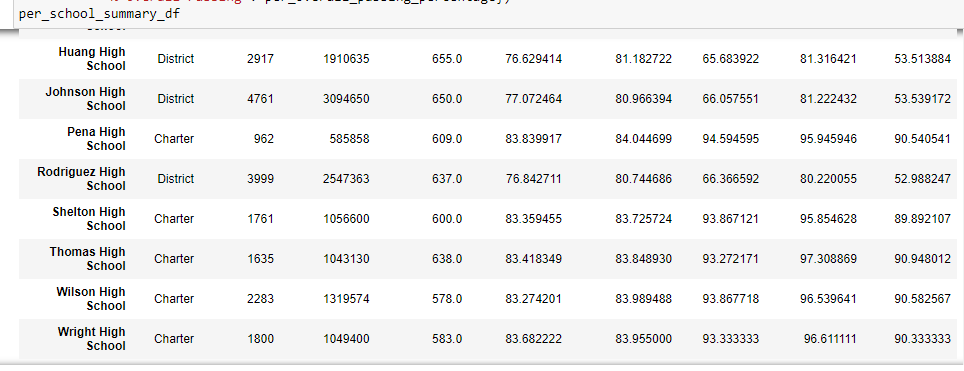 per_school_summary_df
Huang High School District 2917 1910635 655.0 76.629414 81.182722 65.683922 81.316421 53.513884
Johnson High School District 4761 3094650 650.0 77.072464 80.966394 66.057551 81.222432 53.539172
Pena High School Charter 962 585858 609.0 83.839917 84.044699 94.594595 95.945946 90.540541
Rodriguez High School District 3999 2547363 637.0 76.842711 80.744686 66.366592 80.220055 52.988247
Shelton High School Charter 1761 1056600 600.0 83.359455 83.725724 93.867121 95.854628 89.892107
Thomas High School Charter 1635 1043130 638.0 83.418349 83.848930 93.272171 97.308869 90.948012
Wilson High School Charter 2283 1319574 578.0 83.274201 83.989488 93.867718 96.539641 90.582567
Wright High School Charter 1800 1049400 583.0 83.682222 83.955000 93.333333 96.611111 90.333333